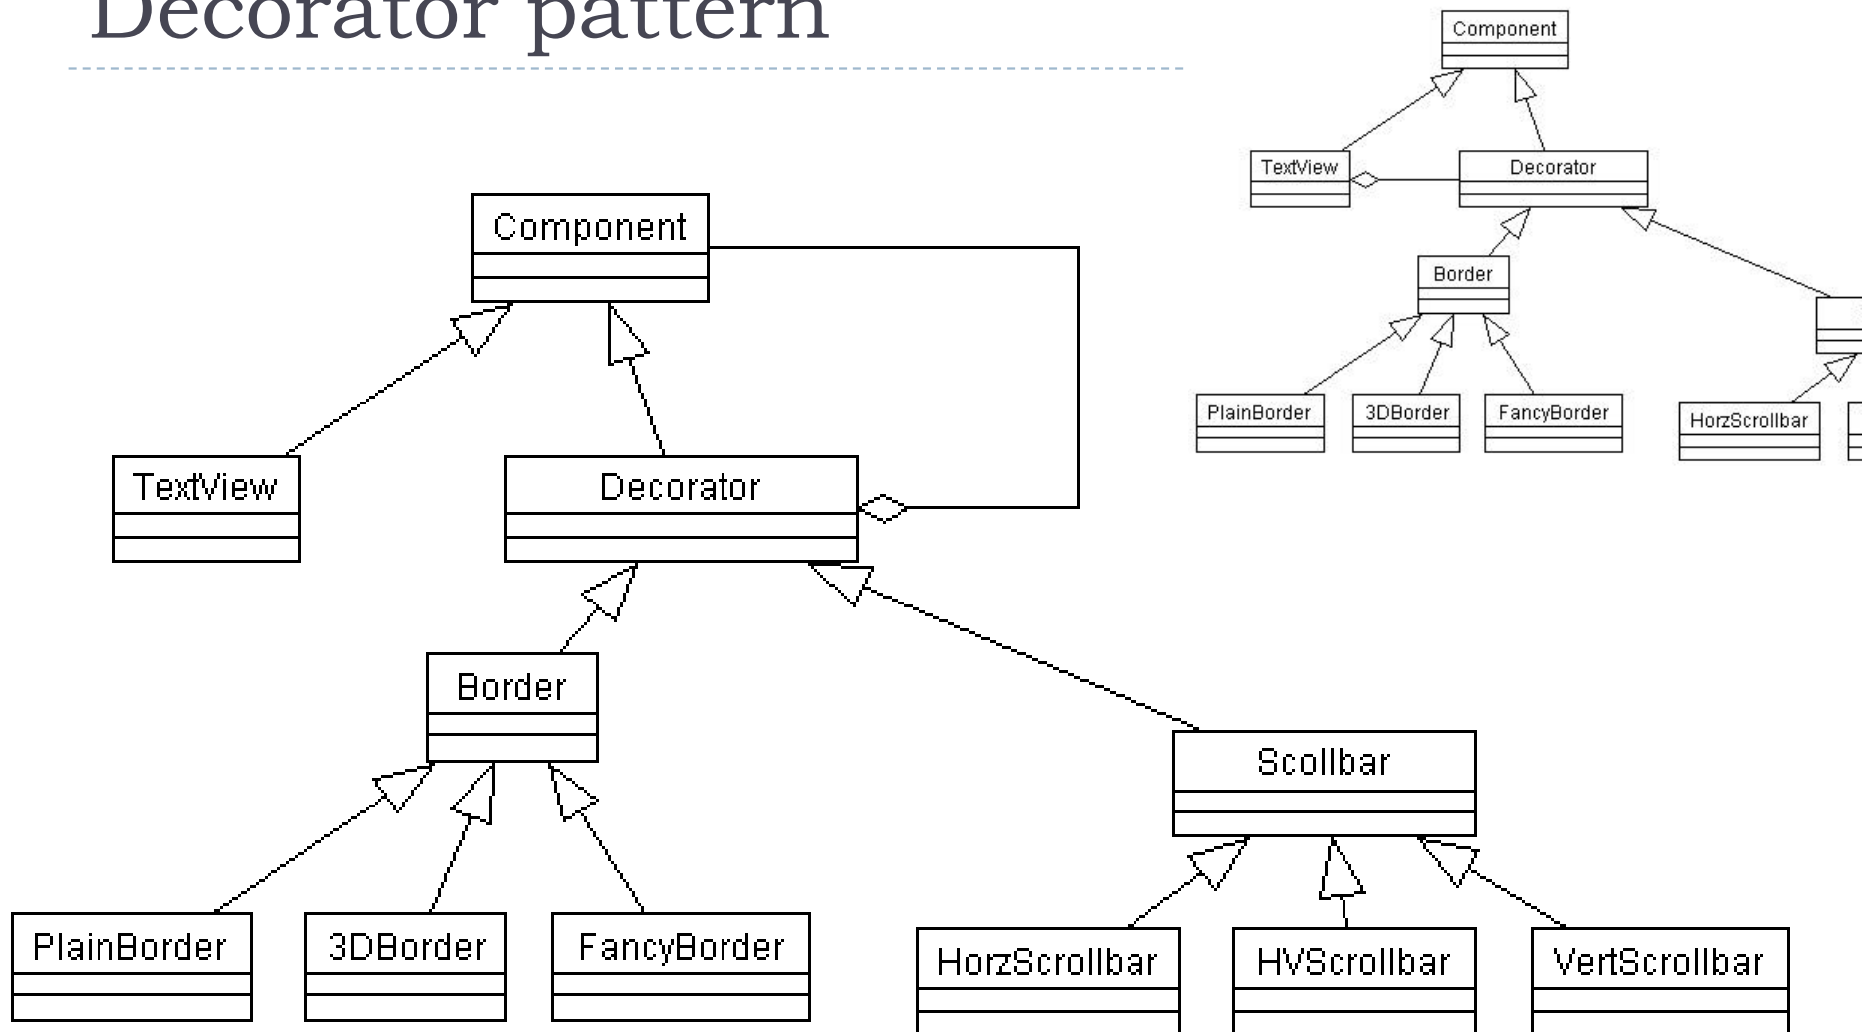 Decorator pattern
Component
TextView
Decorator
Border
PlainBorder
3DBorder
FancyBorder
HorzScrollbar
Component
TextView
Decorator
Border
Scollbar
PlainBorder
3DBorder
FancyBorder
HorzScrollbar
HVScrollbar
VertScrollbar